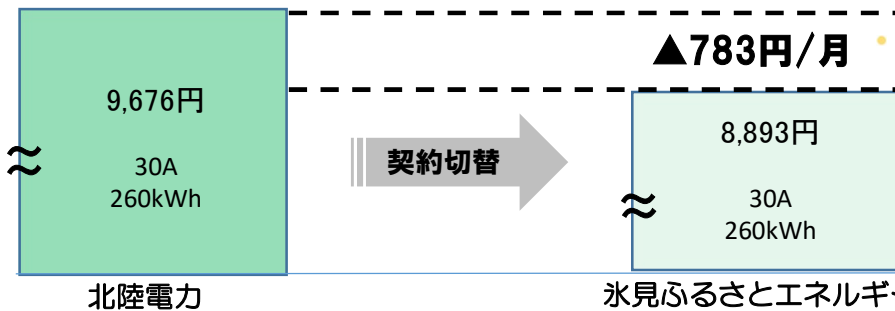 ▲783円/月
9,676円
30A
260kWh
契約切替
8,893円
30A
260kWh
北陸電力
氷見ふるさとエネルギー